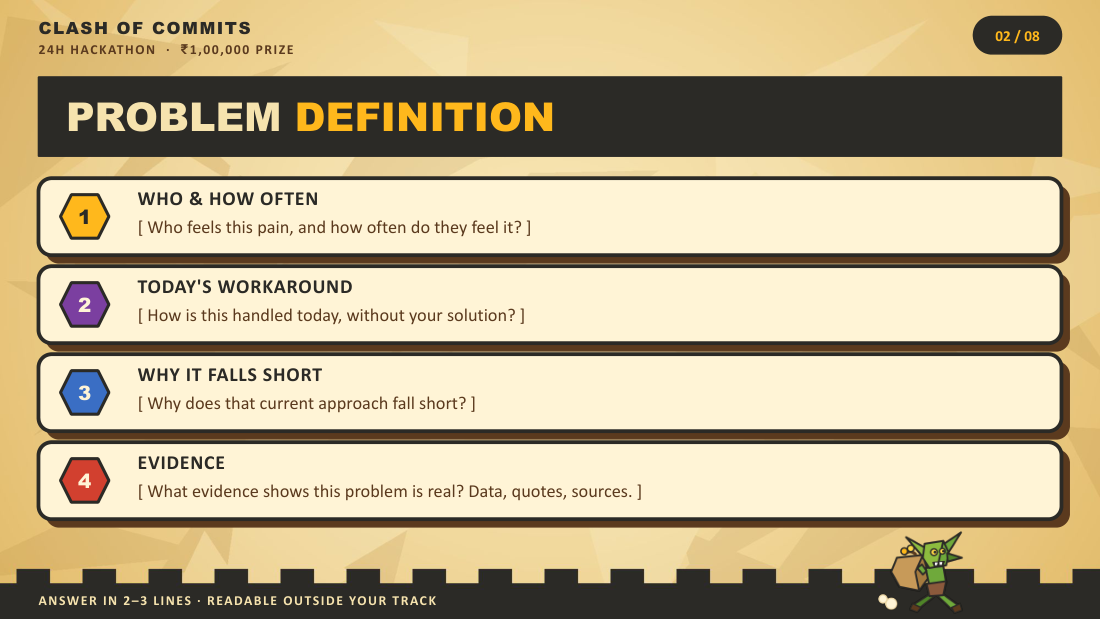 CLASH OF COMMITS
24H HACKATHON · ₹1,00,000 PRIZE
02 / 08
PROBLEM DEFINITION
1
WHO & HOW OFTEN
[ Who feels this pain, and how often do they feel it? ]
2
TODAY'S WORKAROUND
[ How is this handled today, without your solution? ]
3
WHY IT FALLS SHORT
[ Why does that current approach fall short? ]
4
EVIDENCE
[ What evidence shows this problem is real? Data, quotes, sources. ]
ANSWER IN 2–3 LINES · READABLE OUTSIDE YOUR TRACK